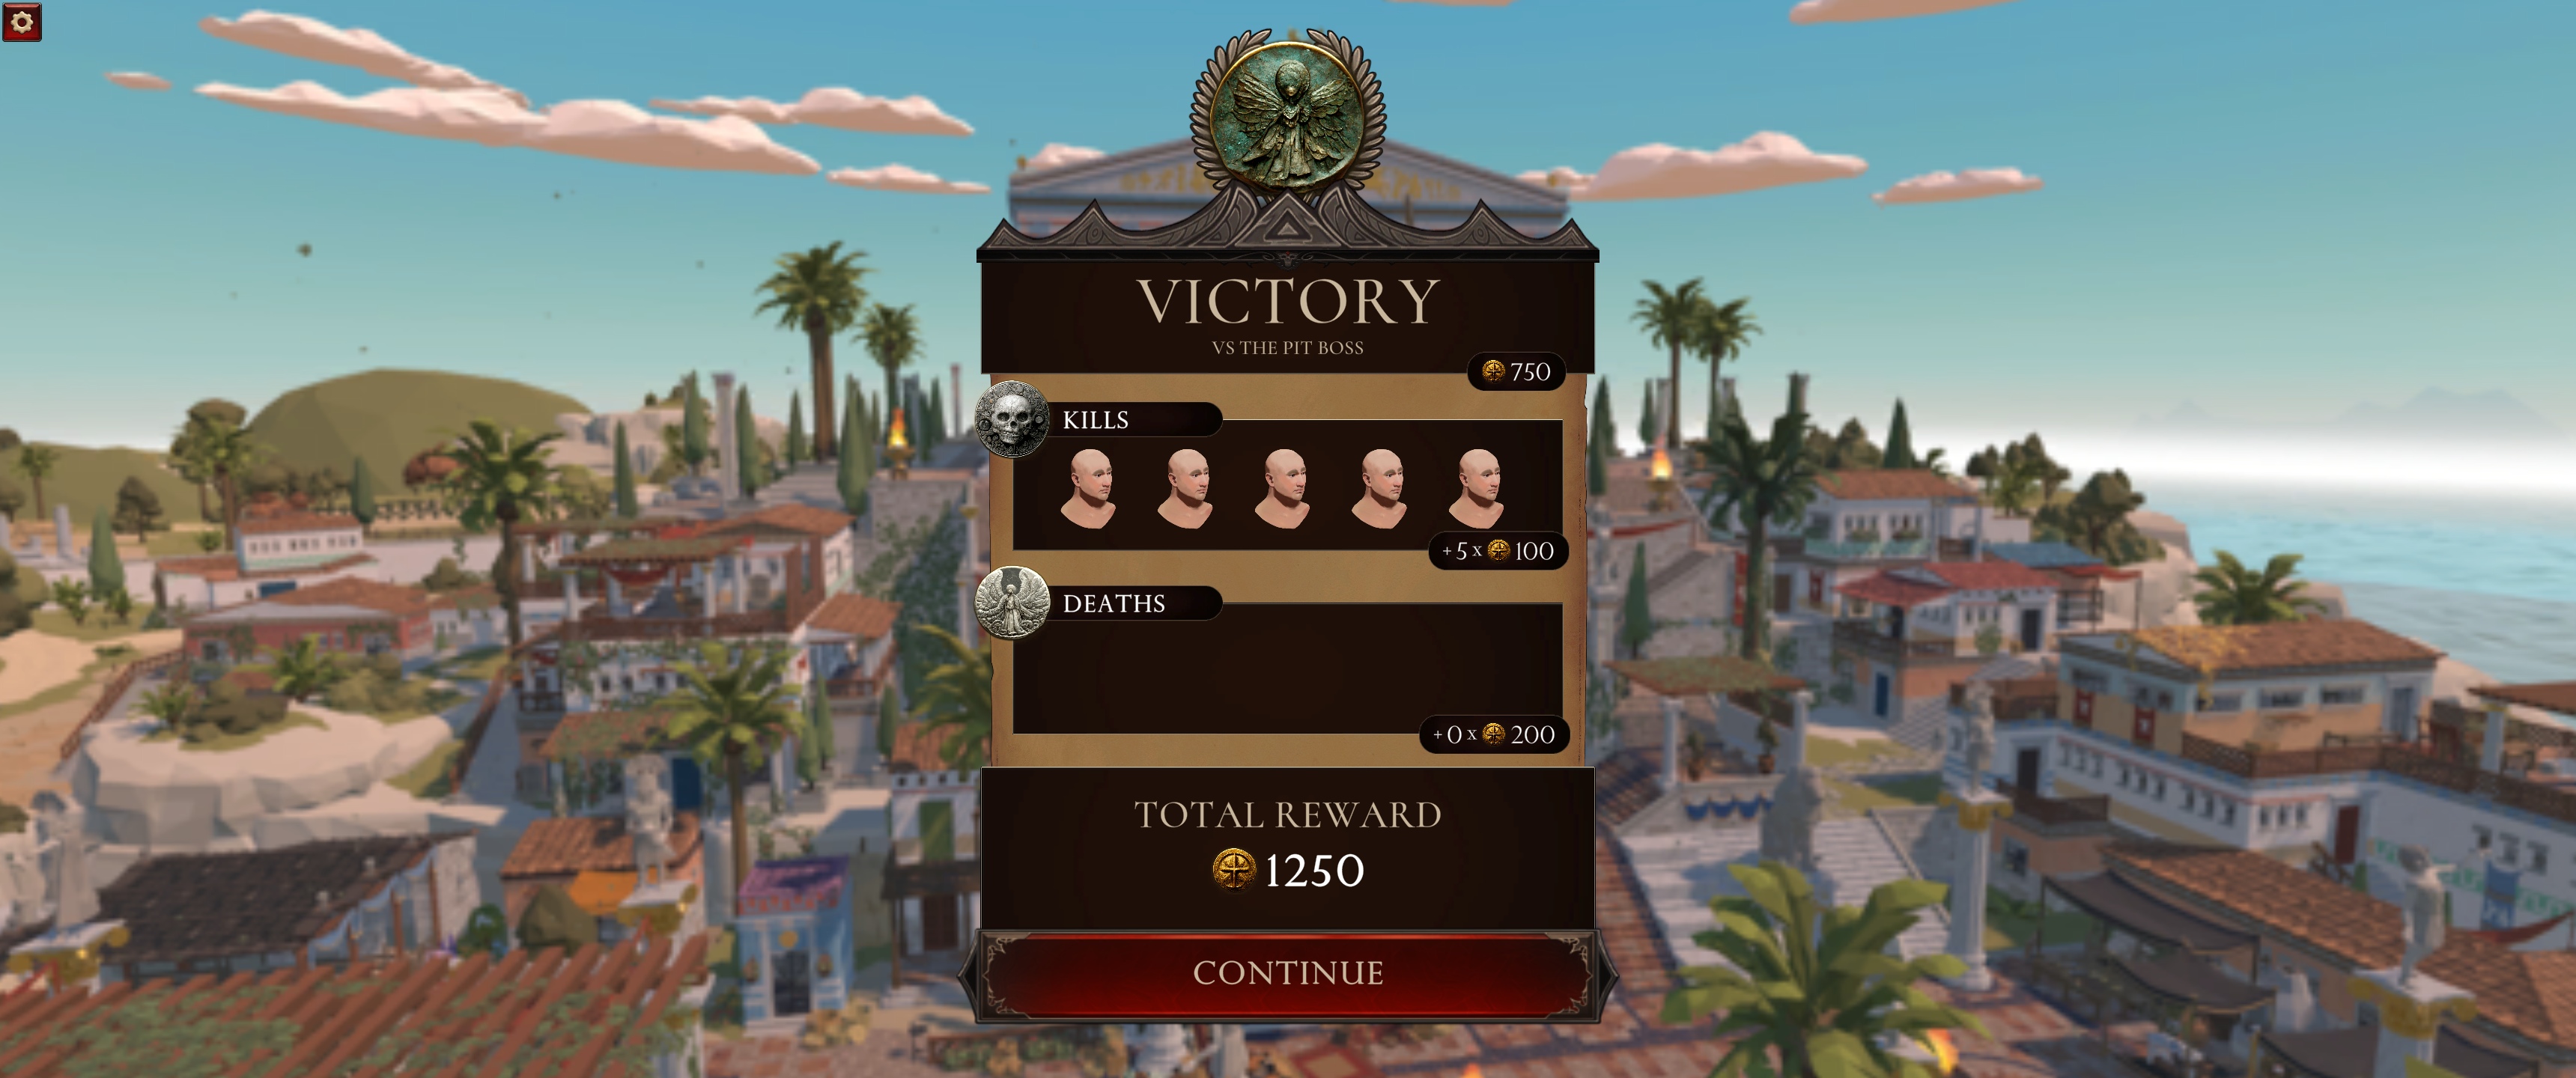 VICTORY
VS THE PIT BOSS
750
KILLS
+5 x 100
DEATHS
+0 x 200
TOTAL REWARD
1250
CONTINUE